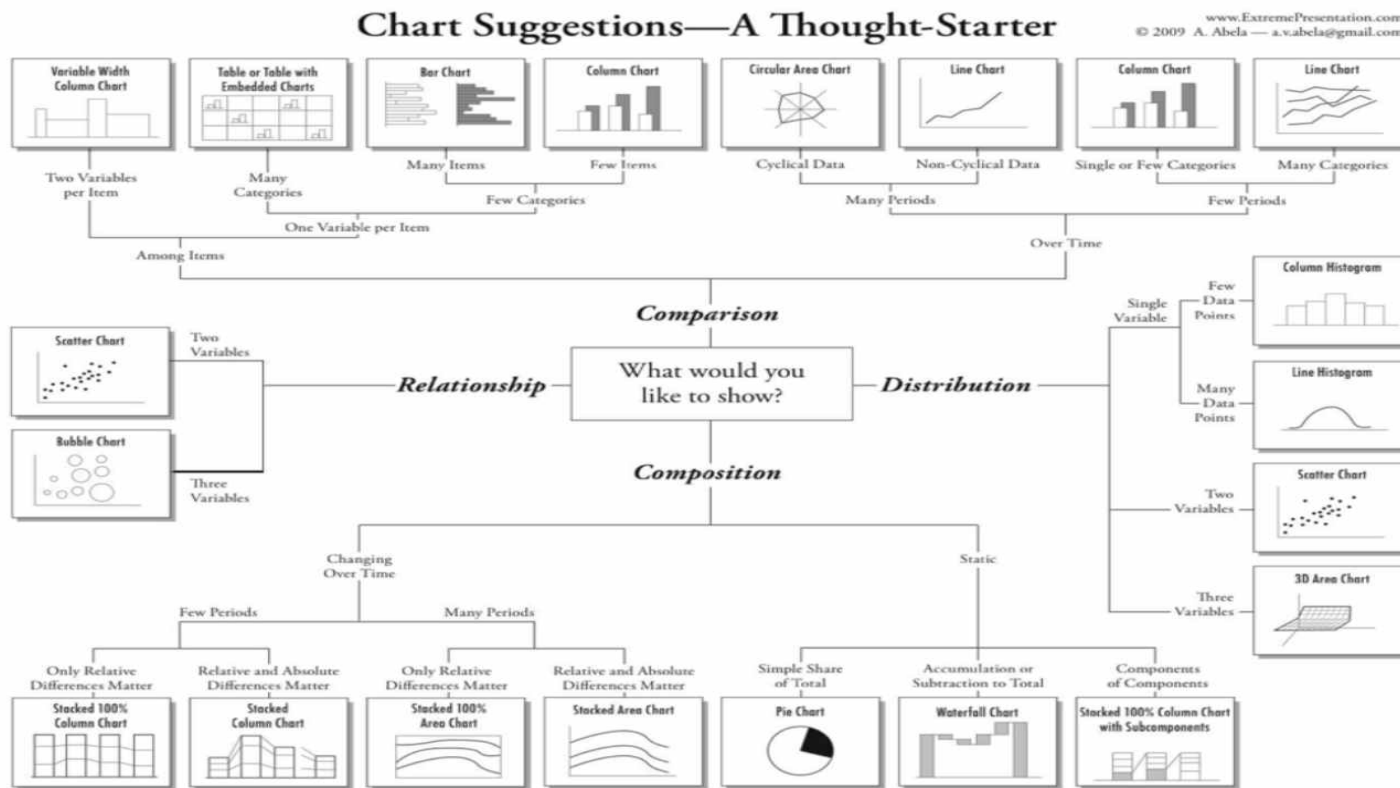 Chart Suggestions—A Thought-Starter
www.ExtremePresentation.com
© 2009 A. Abela — a.v.abela@gmail.com
Variable Width
Column Chart
Table or Table with
Embedded Charts
Bar Chart
Column Chart
Circular Area Chart
Line Chart
Column Chart
Line Chart
Two Variables
per Item
Many
Categories
Many Items
Few Items
Cyclical Data
Non-Cyclical Data
Single or Few Categories
Many Categories
Few Categories
Many Periods
Few Periods
One Variable per Item
Among Items
Over Time
Comparison
What would you
like to show?
Relationship
Two
Variables
Scatter Chart
Bubble Chart
Three
Variables
Distribution
Single
Variable
Few
Data
Points
Column Histogram
Many
Data
Points
Line Histogram
Two
Variables
Scatter Chart
Three
Variables
3D Area Chart
Composition
Changing
Over Time
Static
Few Periods
Many Periods
Only Relative
Differences Matter
Relative and Absolute
Differences Matter
Only Relative
Differences Matter
Relative and Absolute
Differences Matter
Simple Share
of Total
Accumulation or
Subtraction to Total
Components
of Components
Stacked 100%
Column Chart
Stacked
Column Chart
Stacked 100%
Area Chart
Stacked Area Chart
Pie Chart
Waterfall Chart
Stacked 100% Column Chart
with Subcomponents